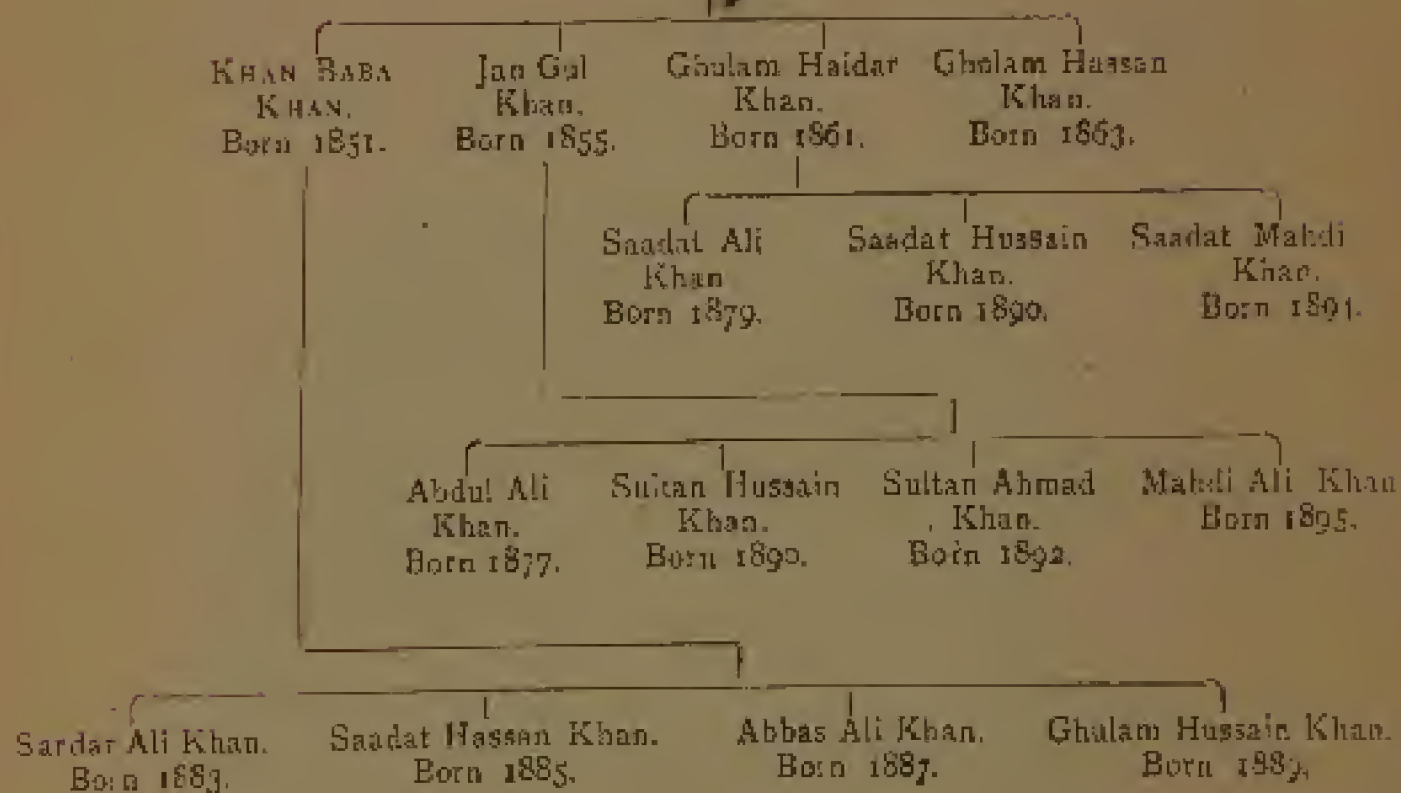 KHAN BABA
KHAN.
Born 1851.
Jan Gul
Khan.
Born 1855.
Ghulam Haidar
Khan.
Born 1861.
Gholam Hassan
Khan.
Born 1863.
Saadat Ali
Khan
Born 1879.
Saadat Hussain
Khan.
Born 1890.
Saadat Mahdi
Khan.
Born 1891.
Abdul Ali
Khan.
Born 1877.
Sultan Hussain
Khan.
Born 1890.
Sultan Ahmad
Khan.
Born 1892.
Mahdi Ali Khan
Born 1895.
Sardar Ali Khan.
Born 1883.
Saadat Hassan Khan.
Born 1885.
Abbas Ali Khan.
Born 1887.
Ghulam Hussain Khan.
Born 1889.